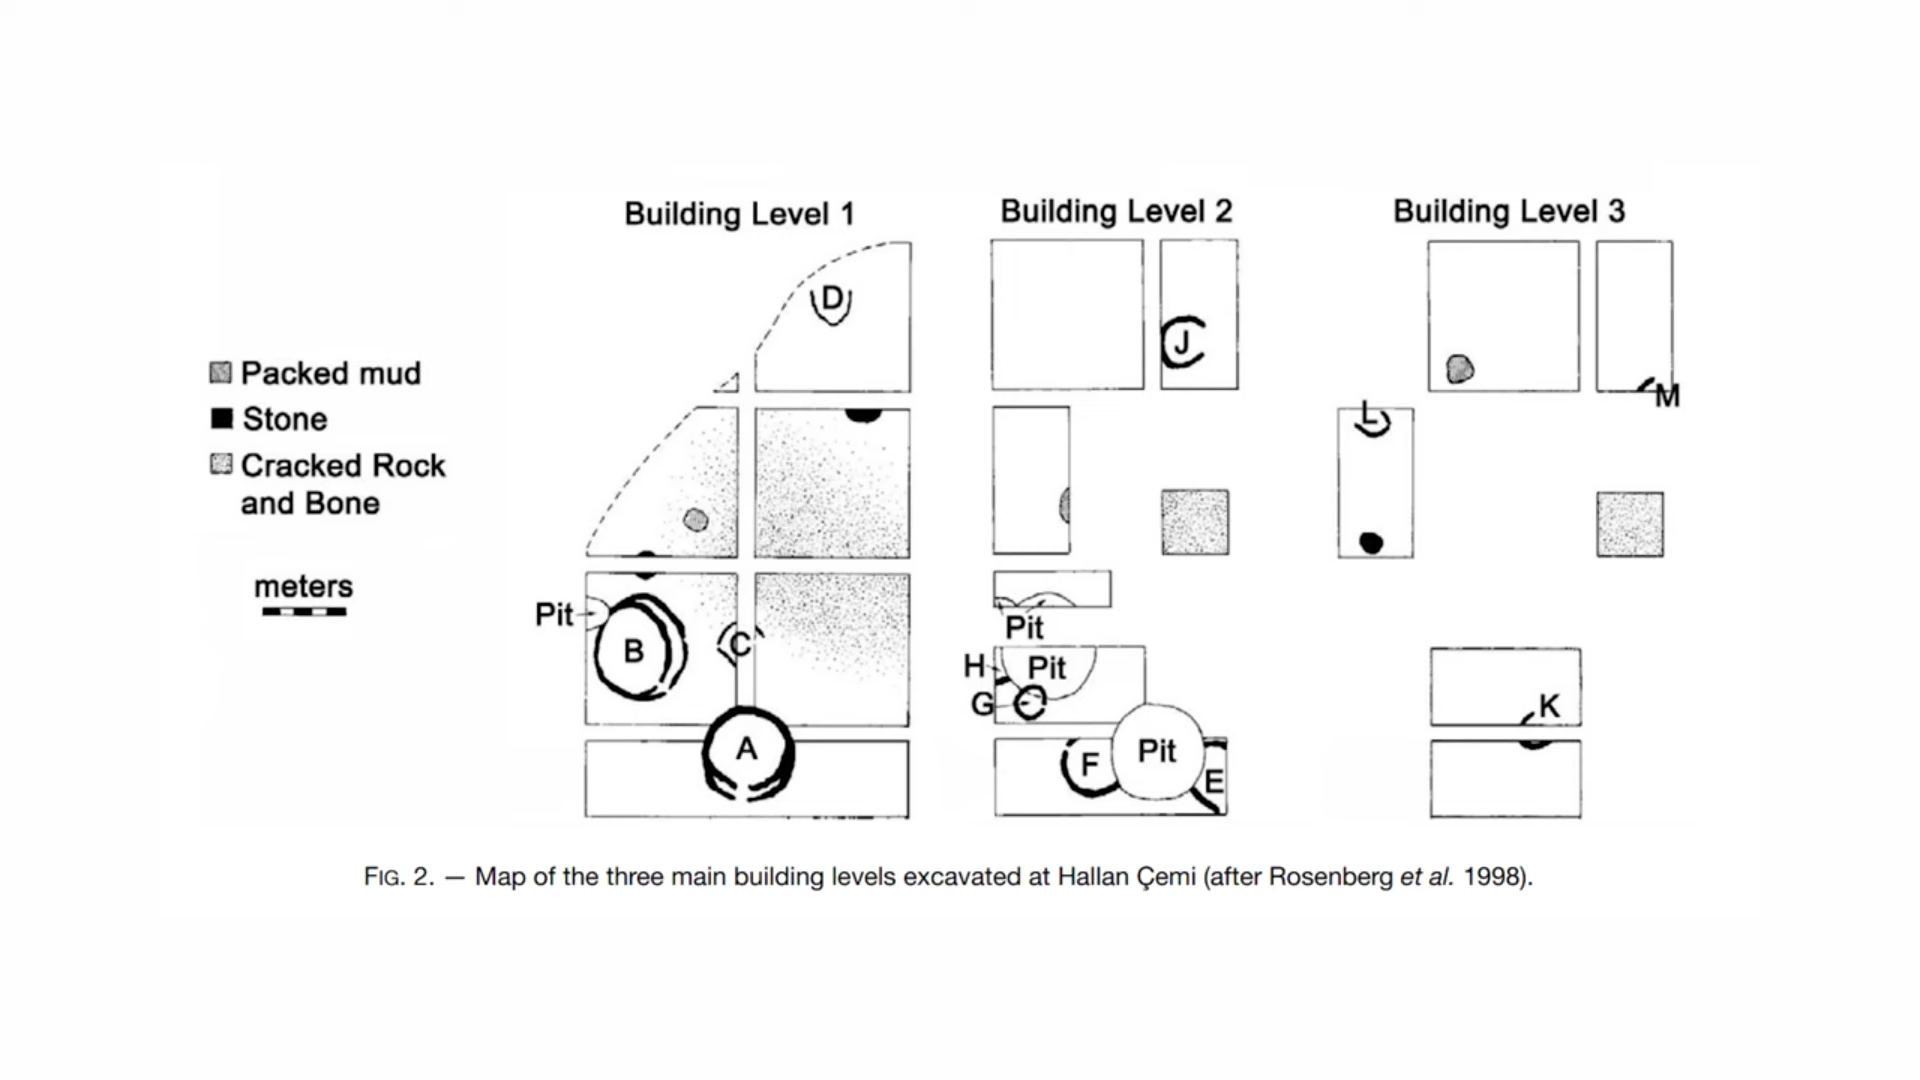 Building Level 1
Building Level 2
Building Level 3
D
J
M
L
Packed mud
Stone
Cracked Rock
and Bone
meters
Pit
B
C
A
Pit
H
Pit
G
F
Pit
E
K
FIG. 2. — Map of the three main building levels excavated at Hallan Çemi (after Rosenberg et al. 1998).